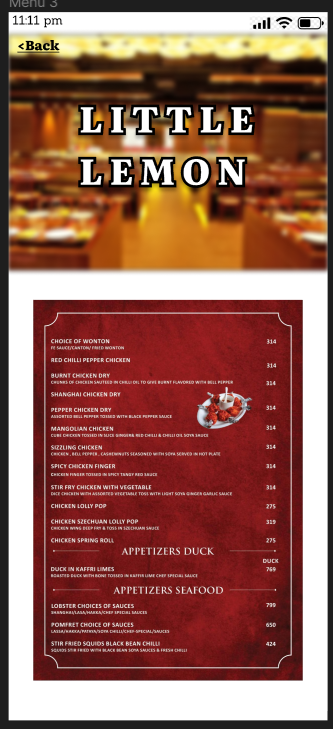 Menu 3
11:11 pm
<Back
LITTLE
LEMON
CHOICE OF WONTON 314
EE SAUCE/CANTON/ FRIED WONTON
RED CHILLI PEPPER CHICKEN 314
BURNT CHICKEN DRY
CHUNKS OF CHICKEN SAUTEED IN CHILLI OIL TO GIVE BURNT FLAVORED WITH BELL PEPPER 314
SHANGHAI CHICKEN DRY
PEPPER CHICKEN DRY 314
ASSORTED BELL PEPPER TOSSED WITH BLACK PEPPER SAUCE
MANGOLIAN CHICKEN 314
CUBE CHICKEN TOSSED IN SLICE GINGERA RED CHILLI & CHILLI OIL SOYA SAUCE
SIZZLING CHICKEN 314
CHICKEN , BELL PEPPER , CASHEWNUTS SEASONED WITH SOYA SERVED IN HOT PLATE
SPICY CHICKEN FINGER 314
CHICKEN FINGER TOSSED IN SPICY TANGY RED SAUCE
STIR FRY CHICKEN WITH VEGETABLE 314
DICE CHICKEN WITH ASSORTED VEGETABLE TOSS WITH LIGHT SOYA GINGER GARLIC SAUCE
CHICKEN LOLLY POP 275
CHICKEN SZECHUAN LOLLY POP 319
CHICKEN WING DEEP FRY & TOSS IN SZECHUAN SAUCE
CHICKEN SPRING ROLL 275
APPETIZERS DUCK
DUCK
DUCK IN KAFFRI LIMES 769
ROASTED DUCK WITH BONE TOSSED IN KAFFIR LIME CHEF SPECIAL SAUCE
APPETIZERS SEAFOOD
LOBSTER CHOICES OF SAUCES 799
SHANGHAI/LASA/HAKKA/CHEF SPECIAL SAUCES
POMFRET CHOICE OF SAUCES 650
LASSA/HAKKA/PATHYA/SOYA CHILLI/CHEF-SPECIAL/SAUCES
STIR FRIED SQUIDS BLACK BEAN CHILLI 424
SQUIDS STIR FRIED WITH BLACK BEAN SOYA SAUCES & FRESH CHILLI